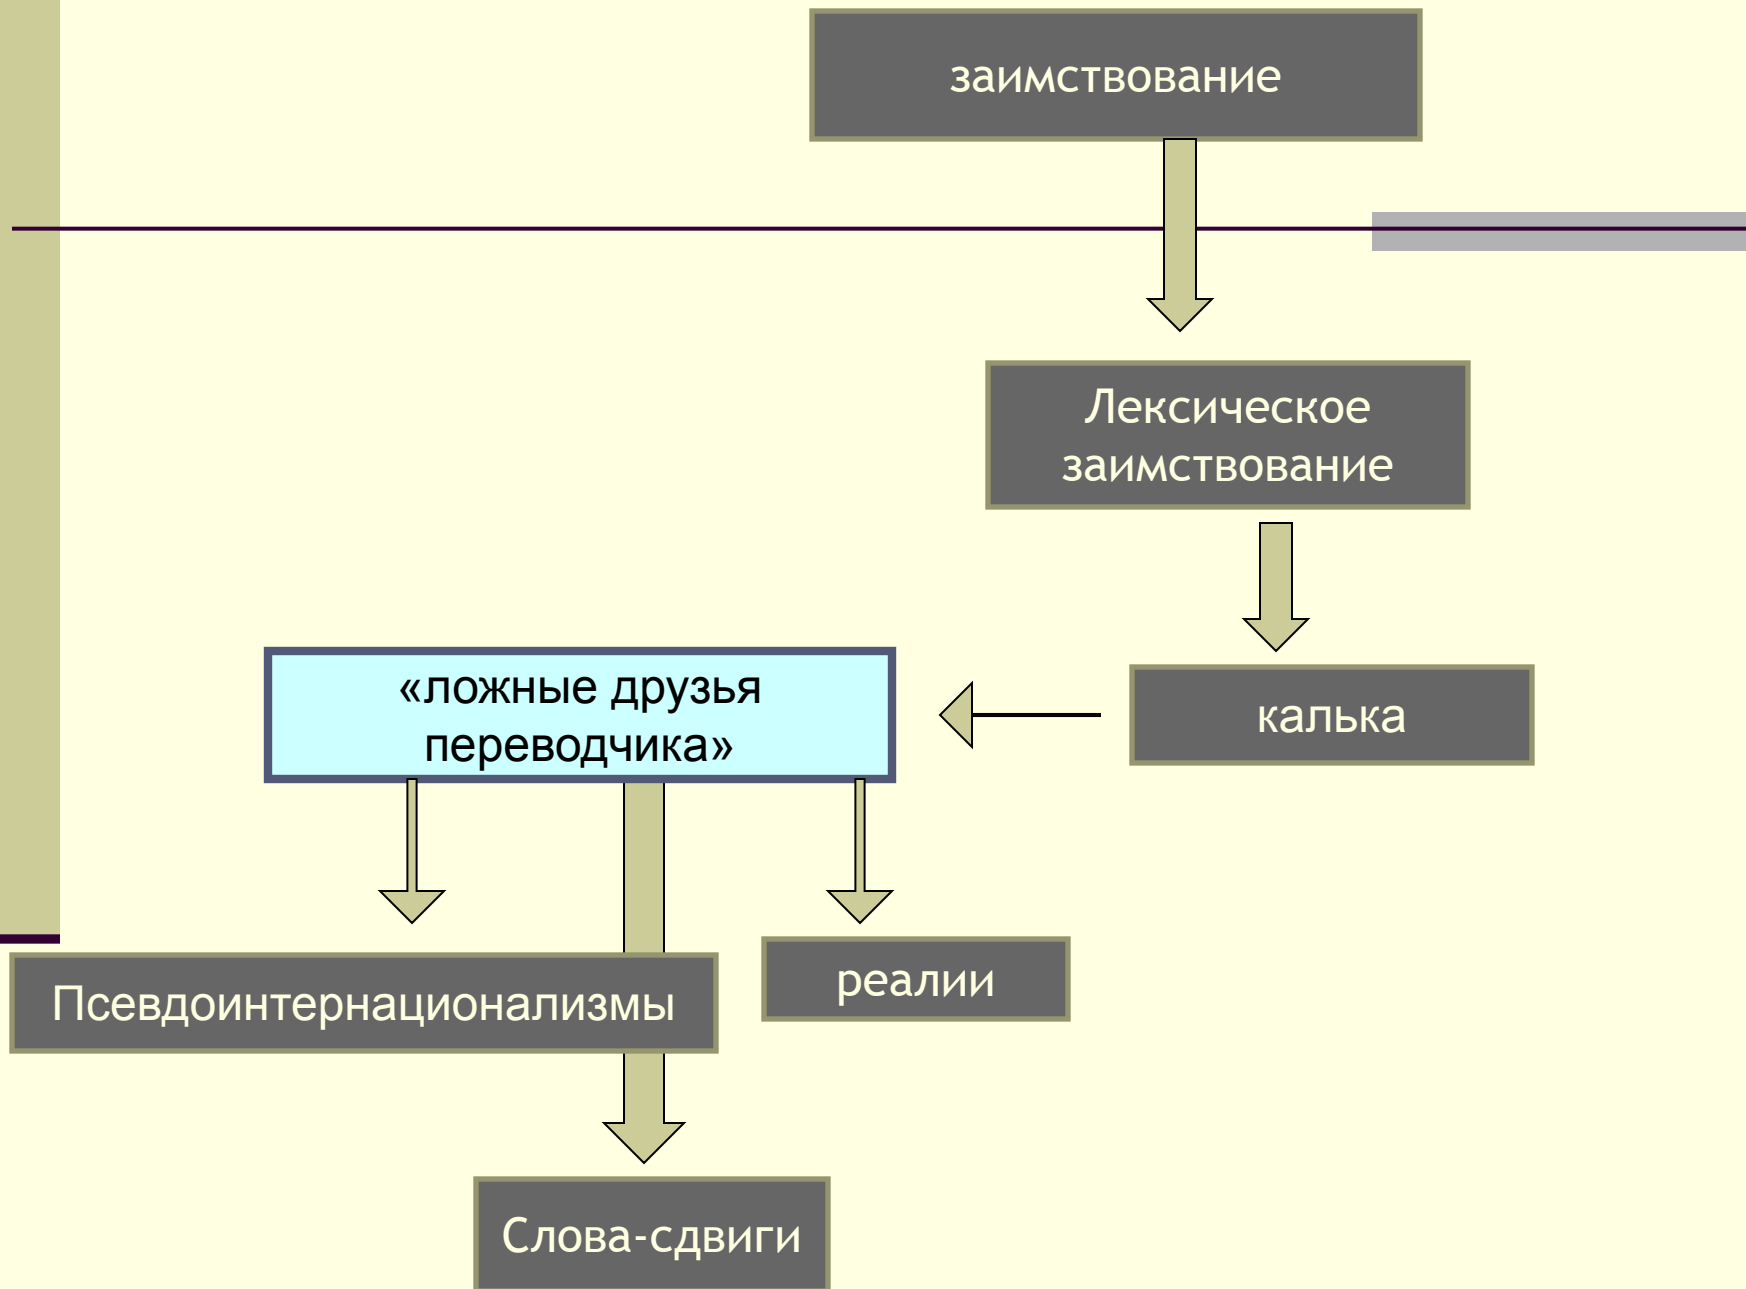 заимствование
Лексическое
заимствование
«ложные друзья
переводчика»
калька
Псевдоинтернационализмы
реалии
Слова-сдвиги